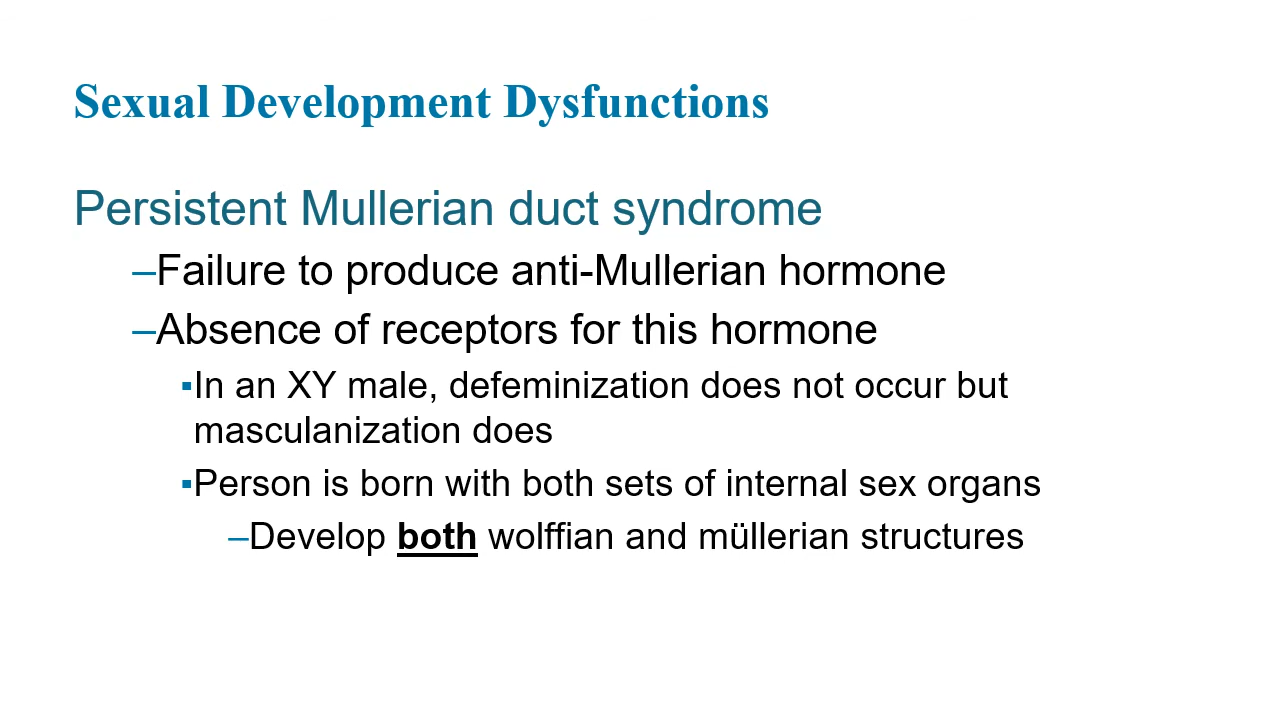 Sexual Development Dysfunctions
Persistent Mullerian duct syndrome
–Failure to produce anti-Mullerian hormone
–Absence of receptors for this hormone
▪In an XY male, defeminization does not occur but
masculanization does
▪Person is born with both sets of internal sex organs
–Develop both wolffian and müllerian structures